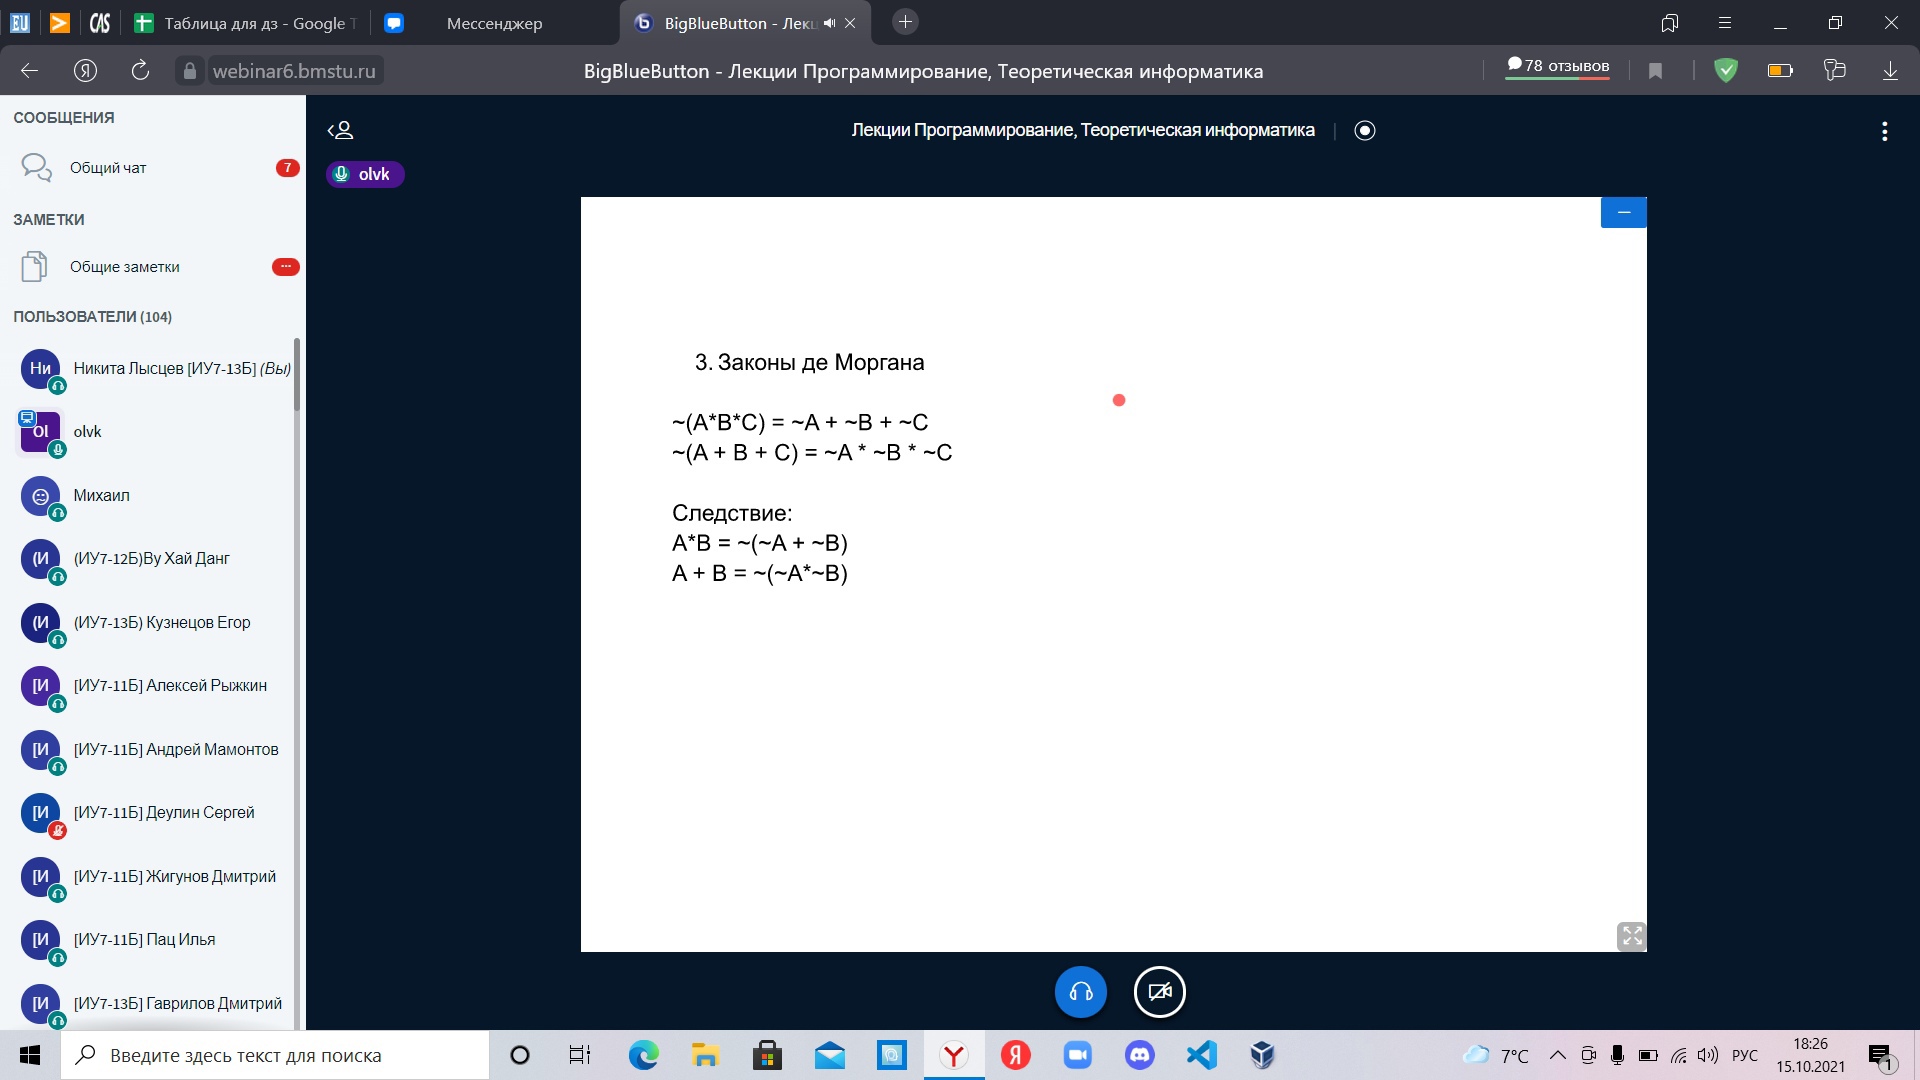 EU
CAS
Таблица для дз - Google Т
Мессенджер
BigBlueButton - Лекц
webinar6.bmstu.ru
BigBlueButton - Лекции Программирование, Теоретическая информатика
78 отзывов
СООБЩЕНИЯ
Общий чат
7
ЗАМЕТКИ
Общие заметки
ПОЛЬЗОВАТЕЛИ (104)
Ни
Никита Лысцев [ИУ7-13Б] (Вы)
Ol
olvk
Михаил
(И
(ИУ7-12Б)Ву Хай Данг
(И
(ИУ7-13Б) Кузнецов Егор
[И
[ИУ7-11Б] Алексей Рыжкин
[И
[ИУ7-11Б] Андрей Мамонтов
[И
[ИУ7-11Б] Деулин Сергей
[И
[ИУ7-11Б] Жигунов Дмитрий
[И
[ИУ7-11Б] Пац Илья
[И
[ИУ7-13Б] Гаврилов Дмитрий
Лекции Программирование, Теоретическая информатика
olvk
3. Законы де Моргана
~(A*B*C) = ~A + ~B + ~C
~(A + B + C) = ~A * ~B * ~C
Следствие:
A*B = ~(~A + ~B)
A + B = ~(~A*~B)
Введите здесь текст для поиска
7°C
РУС
18:26
15.10.2021
1